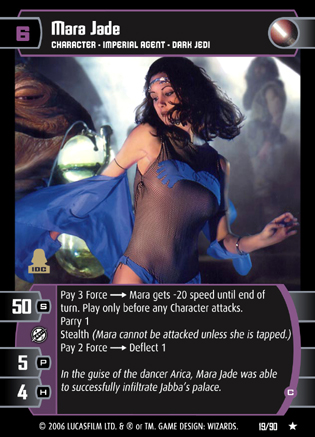 6
Mara Jade
CHARACTER • IMPERIAL AGENT • DARK JEDI
IDC
50 S
Pay 3 Force → Mara gets -20 speed until end of
turn. Play only before any Character attacks.
Parry 1
Stealth (Mara cannot be attacked unless she is tapped.)
Pay 2 Force → Deflect 1
5 P
4 H
In the guise of the dancer Arica, Mara Jade was able
to successfully infiltrate Jabba's palace.
C
© 2006 LUCASFILM LTD. & ® or TM. GAME DESIGN: WIZARDS.
19/90 ★